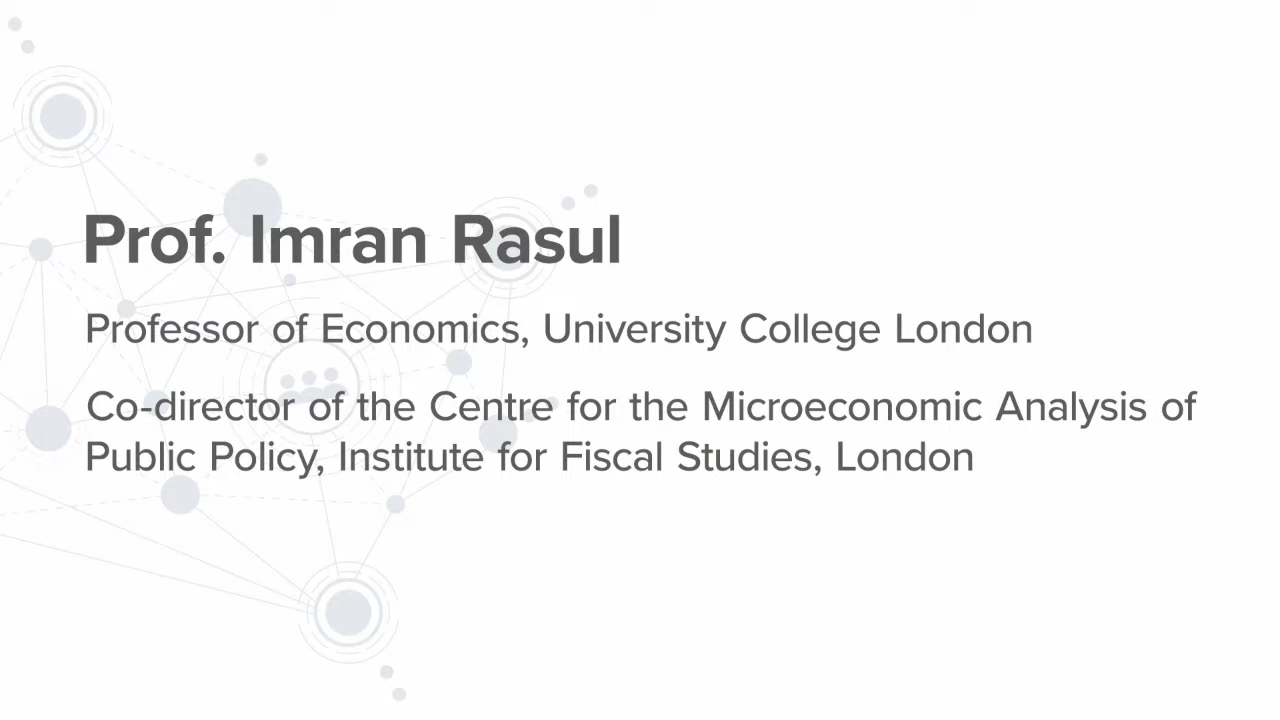 Prof. Imran Rasul
Professor of Economics, University College London
Co-director of the Centre for the Microeconomic Analysis of
Public Policy, Institute for Fiscal Studies, London